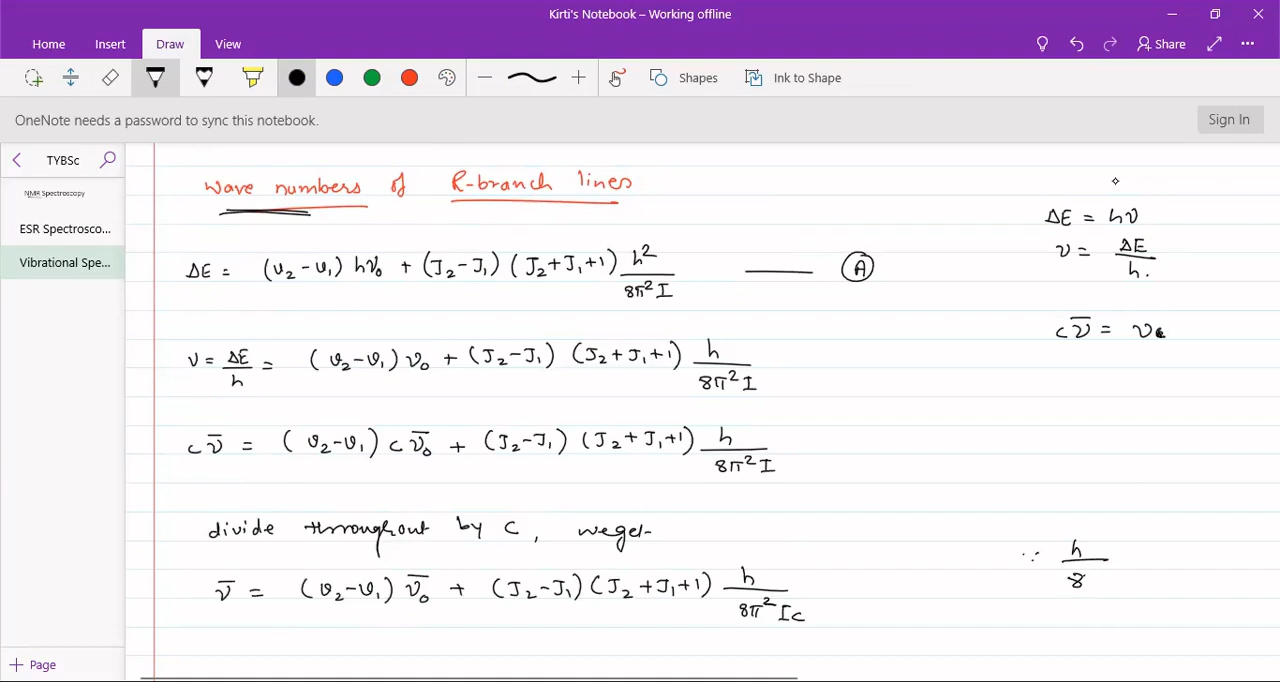 Kirti's Notebook – Working offline
Home Insert Draw View Share
Shapes Ink to Shape
OneNote needs a password to sync this notebook. Sign In
TYBSc
NMR Spectroscopy
ESR Spectrosco...
Vibrational Spe...
Page
Wave numbers of R-branch lines
ΔE = (v₂-v₁) hν₀ + (J₂-J₁) (J₂+J₁+1) h²/8π²I —— (A)
ν = ΔE/h = (v₂-v₁) ν₀ + (J₂-J₁) (J₂+J₁+1) h/8π²I
cν̅ = (v₂-v₁) cν̅₀ + (J₂-J₁) (J₂+J₁+1) h/8π²I
divide throughout by C, weget
ν̅ = (v₂-v₁) ν̅₀ + (J₂-J₁) (J₂+J₁+1) h/8π²Ic
ΔE = hν
ν = ΔE/h.
cν̅ = ν
∵ h/8